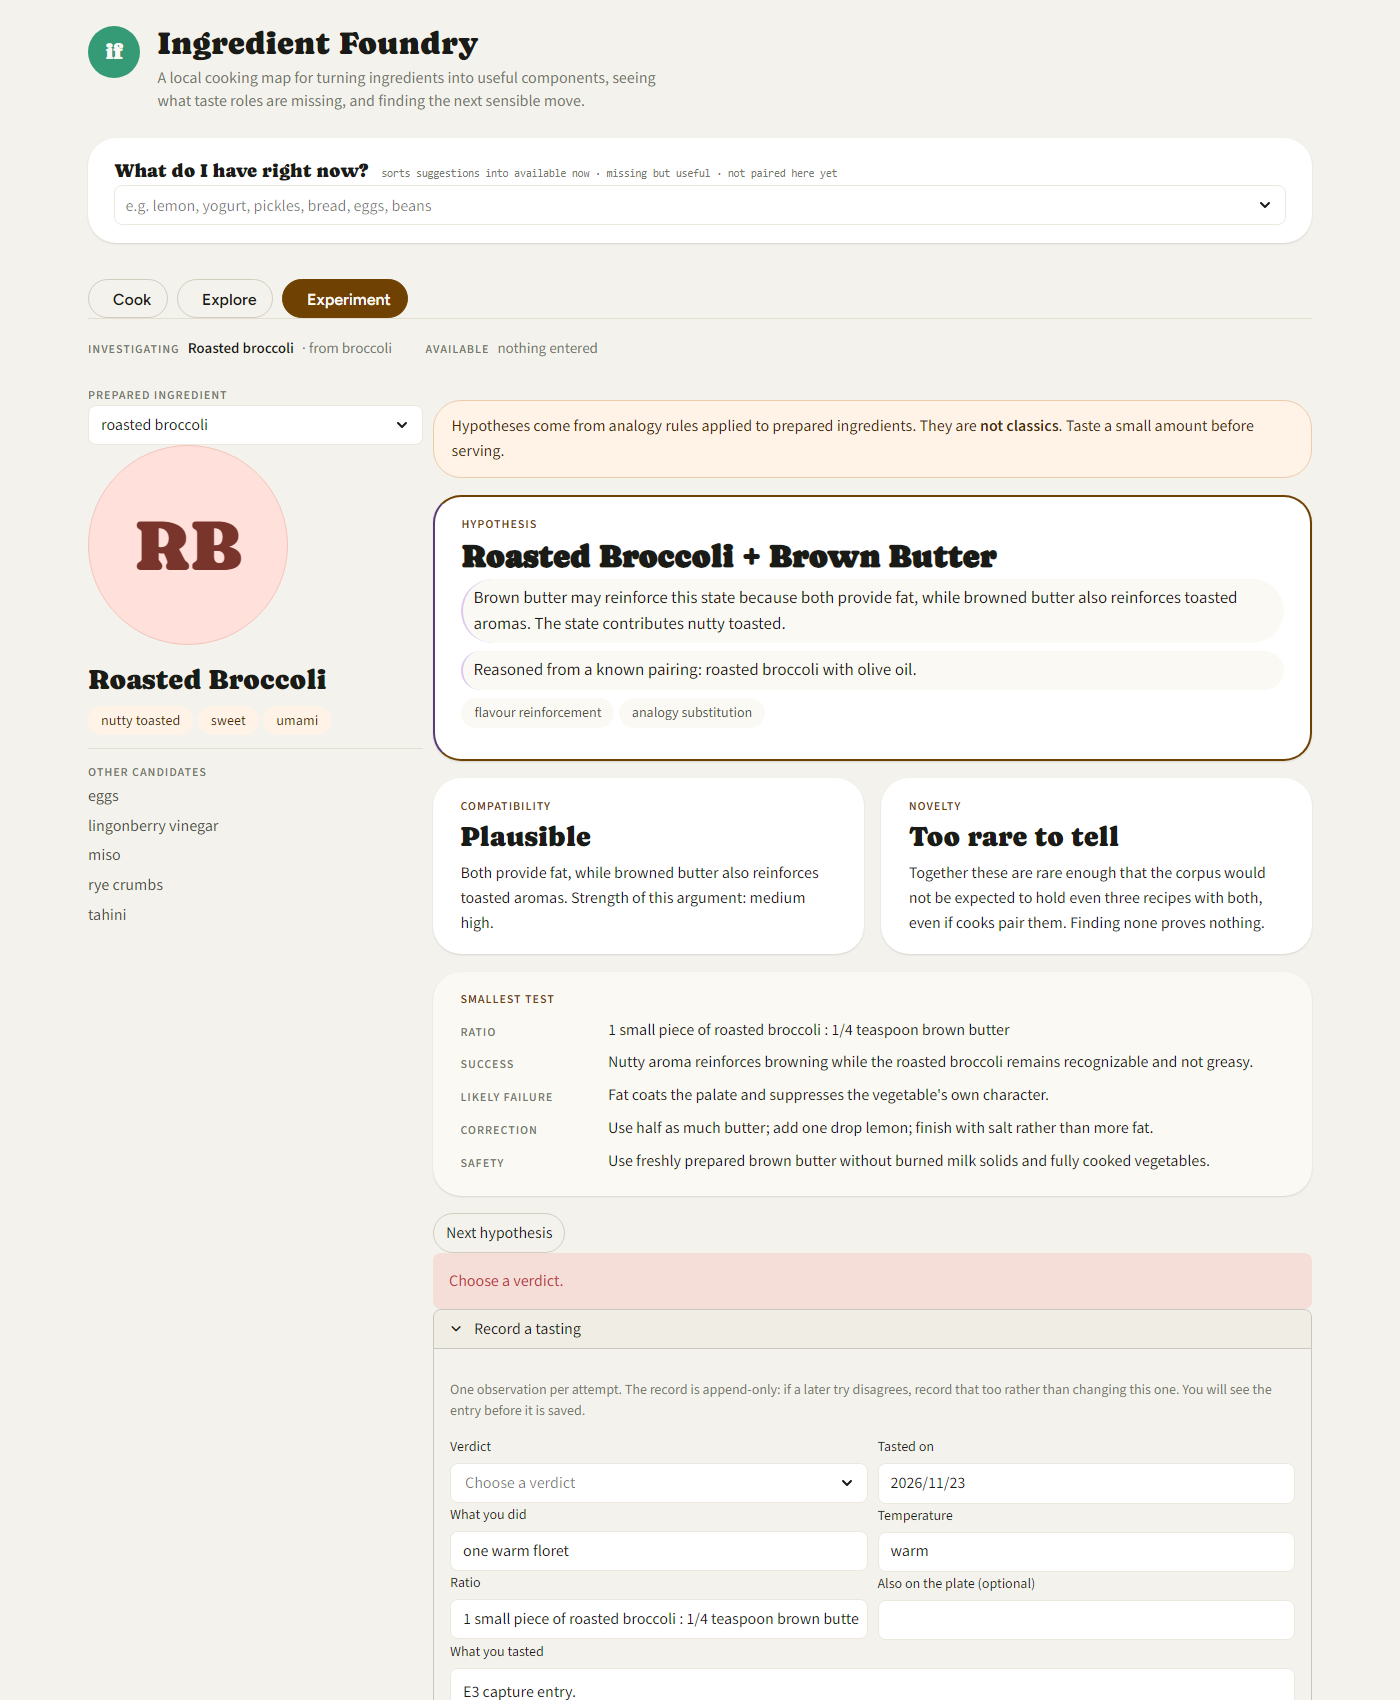 if
Ingredient Foundry
A local cooking map for turning ingredients into useful components, seeing
what taste roles are missing, and finding the next sensible move.
What do I have right now? sorts suggestions into available now · missing but useful · not paired here yet
e.g. lemon, yogurt, pickles, bread, eggs, beans
Cook Explore Experiment
INVESTIGATING Roasted broccoli · from broccoli AVAILABLE nothing entered
PREPARED INGREDIENT
roasted broccoli
RB
Roasted Broccoli
nutty toasted sweet umami
OTHER CANDIDATES
eggs
lingonberry vinegar
miso
rye crumbs
tahini
Hypotheses come from analogy rules applied to prepared ingredients. They are not classics. Taste a small amount before
serving.
HYPOTHESIS
Roasted Broccoli + Brown Butter
Brown butter may reinforce this state because both provide fat, while browned butter also reinforces toasted
aromas. The state contributes nutty toasted.
Reasoned from a known pairing: roasted broccoli with olive oil.
flavour reinforcement analogy substitution
COMPATIBILITY
Plausible
Both provide fat, while browned butter also reinforces
toasted aromas. Strength of this argument: medium
high.
NOVELTY
Too rare to tell
Together these are rare enough that the corpus would
not be expected to hold even three recipes with both,
even if cooks pair them. Finding none proves nothing.
SMALLEST TEST
RATIO 1 small piece of roasted broccoli : 1/4 teaspoon brown butter
SUCCESS Nutty aroma reinforces browning while the roasted broccoli remains recognizable and not greasy.
LIKELY FAILURE Fat coats the palate and suppresses the vegetable's own character.
CORRECTION Use half as much butter; add one drop lemon; finish with salt rather than more fat.
SAFETY Use freshly prepared brown butter without burned milk solids and fully cooked vegetables.
Next hypothesis
Choose a verdict.
Record a tasting
One observation per attempt. The record is append-only: if a later try disagrees, record that too rather than changing this one. You will see the
entry before it is saved.
Verdict Tasted on
Choose a verdict 2026/11/23
What you did Temperature
one warm floret warm
Ratio Also on the plate (optional)
1 small piece of roasted broccoli : 1/4 teaspoon brown butte
What you tasted
E3 capture entry.